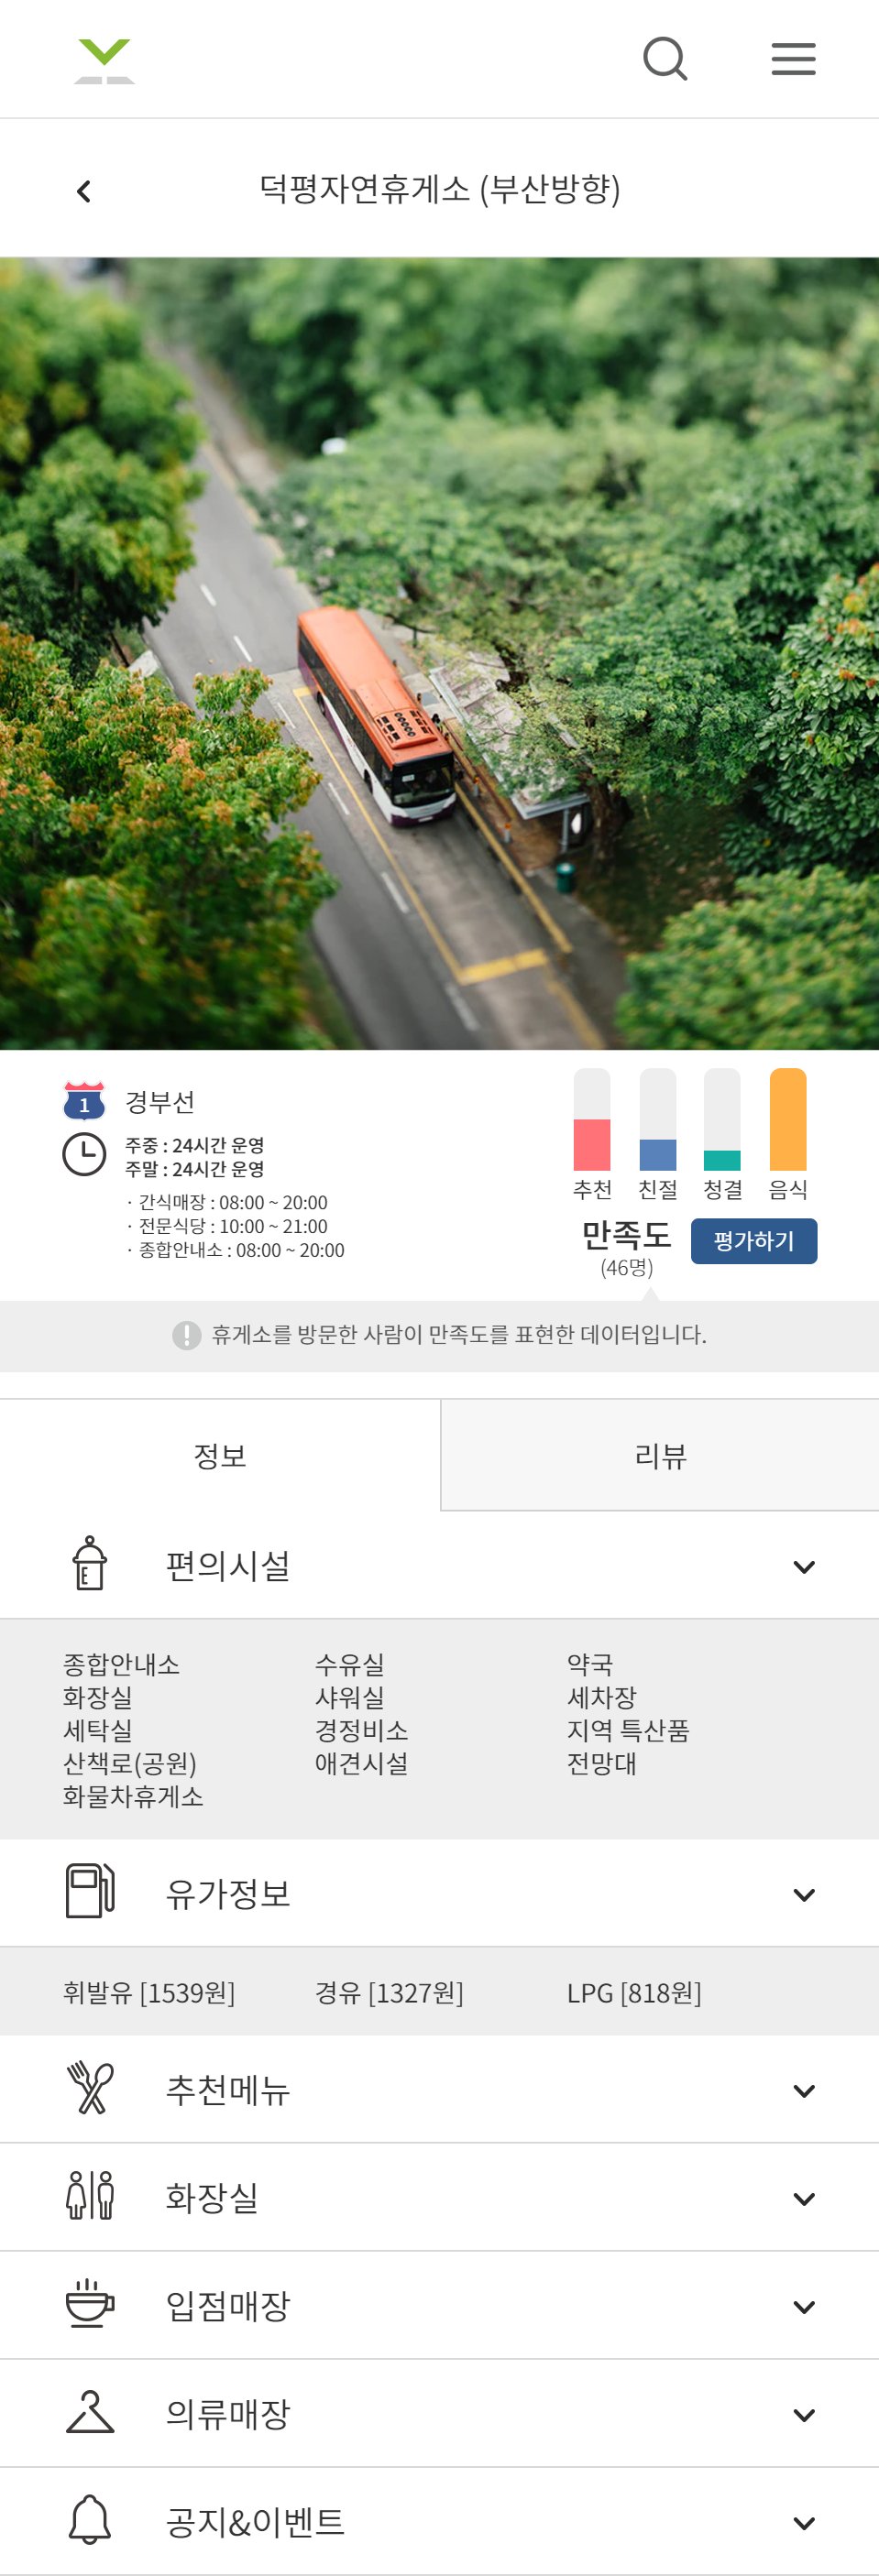 덕평자연휴게소 (부산방향)
1 경부선
주중 : 24시간 운영
주말 : 24시간 운영
· 간식매장 : 08:00 ~ 20:00
· 전문식당 : 10:00 ~ 21:00
· 종합안내소 : 08:00 ~ 20:00
추천 친절 청결 음식
만족도 평가하기
(46명)
휴게소를 방문한 사람이 만족도를 표현한 데이터입니다.
정보 리뷰
편의시설
종합안내소 수유실 약국
화장실 샤워실 세차장
세탁실 경정비소 지역 특산품
산책로(공원) 애견시설 전망대
화물차휴게소
유가정보
휘발유 [1539원] 경유 [1327원] LPG [818원]
추천메뉴
화장실
입점매장
의류매장
공지&이벤트